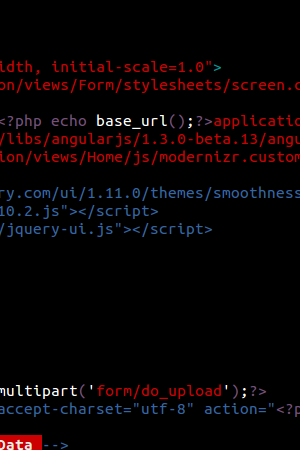 idth, initial-scale=1.0">
on/views/Form/stylesheets/screen.c
<?php echo base_url();?>applicatio
/libs/angularjs/1.3.0-beta.13/angu
ion/views/Home/js/modernizr.custom
ry.com/ui/1.11.0/themes/smoothness
10.2.js"></script>
/jquery-ui.js"></script>
multipart('form/do_upload');?>
accept-charset="utf-8" action="<?p
Data -->